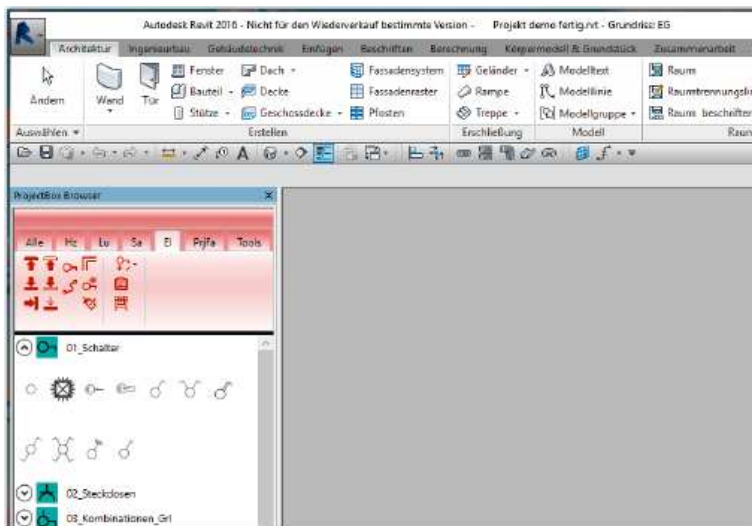 Autodesk Revit 2016 - Nicht für den Wiederverkauf bestimmte Version - Projekt demo fertig.rvt - Grundriss: EG
Architektur Ingenieurbau Gebäudetechnik Einfügen Beschriften Berechnung Körpermodell & Grundstück Zusammenarbeit
Fenster Dach Fassadensystem Geländer Modelltext Raum
Ändern Wand Tür Bauteil Decke Fassadenraster Rampe Modelllinie Raumtrennungslin
Stütze Geschossdecke Pfosten Treppe Modellgruppe Raum beschriften
Auswählen Erstellen Erschließung Modell Raum
ProjectBox Browser
Alle Hz Lu Sa El Prjfa Tools
01_Schalter
02_Steckdosen
03_Kombinationen_Grl